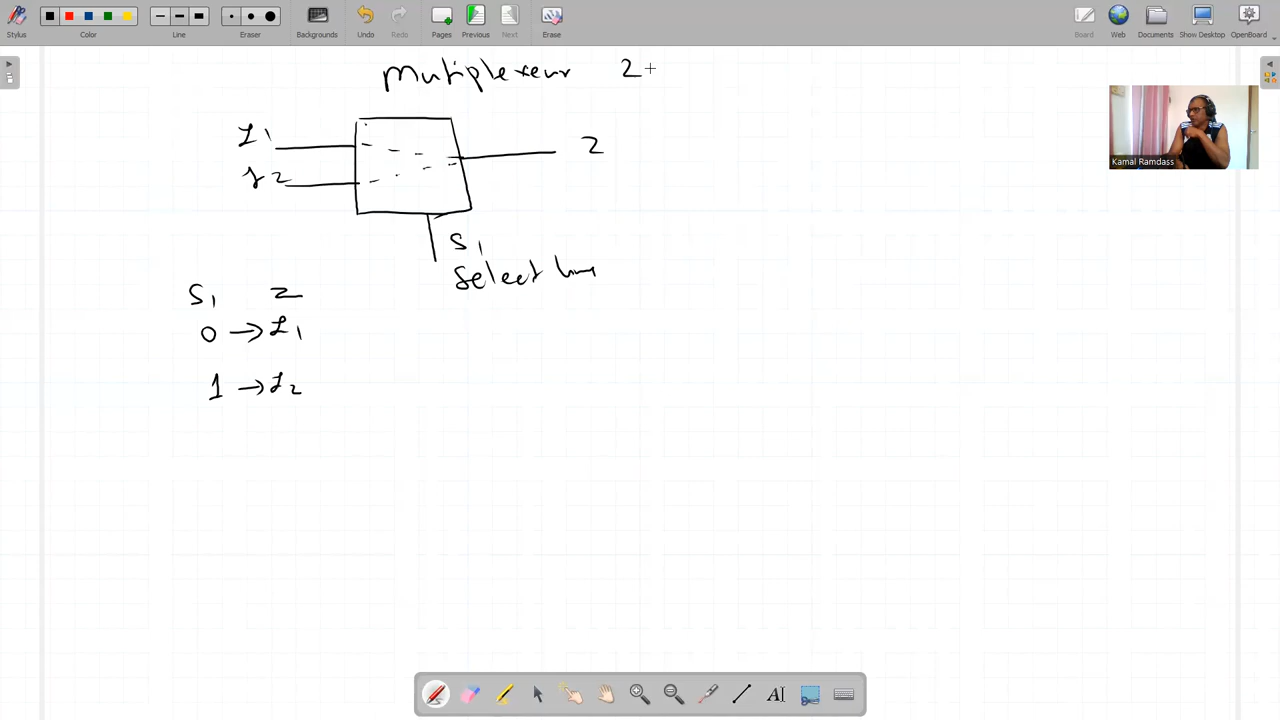 Stylus Color Line Eraser Backgrounds Undo Redo Pages Previous Next Erase Board Web Documents Show Desktop OpenBoard
Mutiplexeur 2+
I1
I2
Z
S1
Select line
S1 Z
0 → I1
1 → I2
Kamal Ramdass